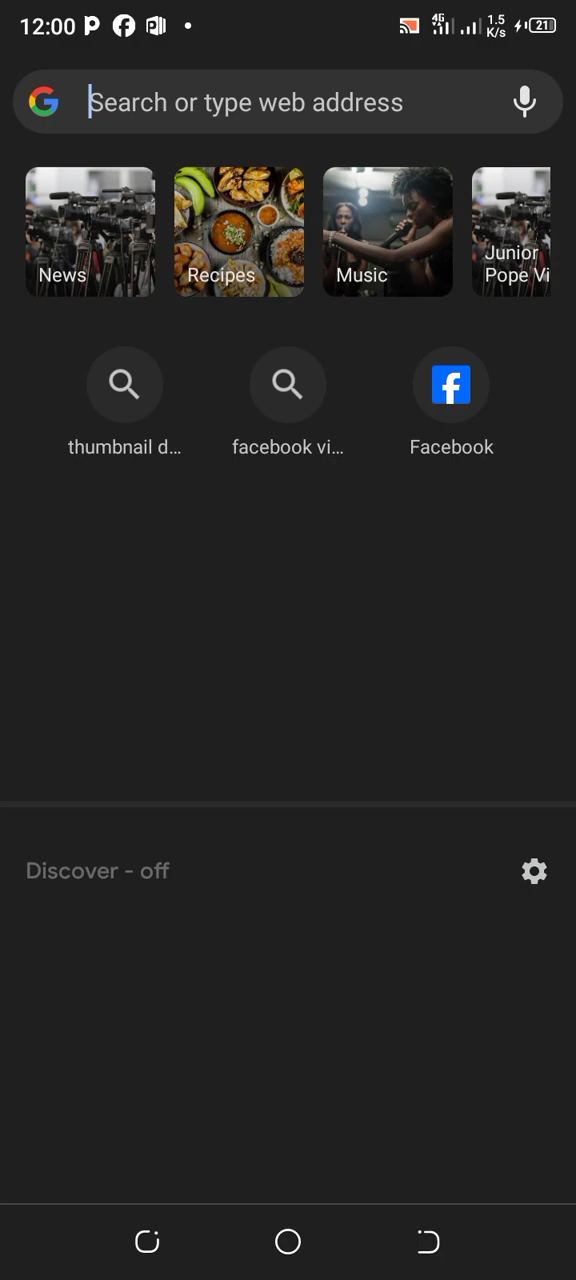 12:00
4G
1.5
K/s
21
Search or type web address
News
Recipes
Music
Junior
Pope Vi
thumbnail d...
facebook vi...
Facebook
Discover - off